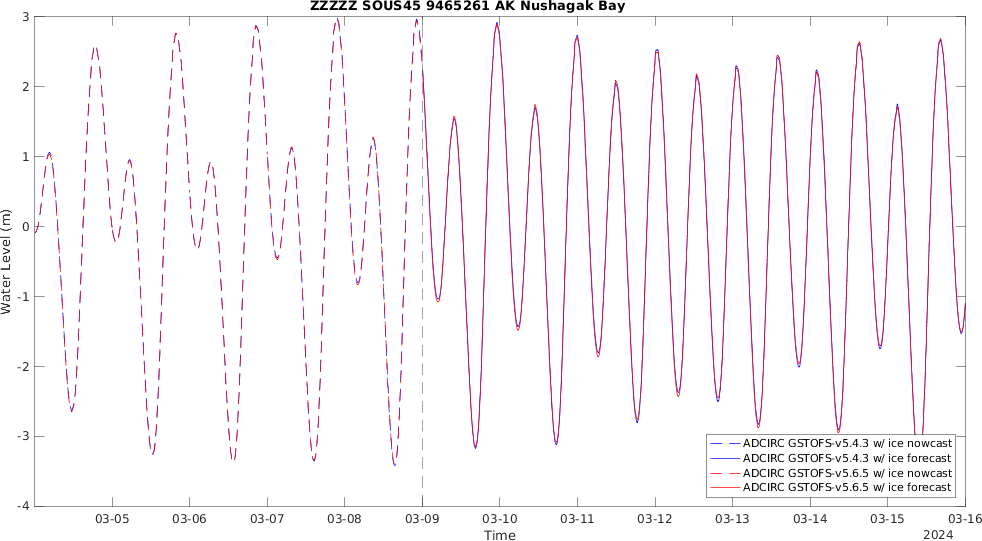 ZZZZZ SOUS45 9465261 AK Nushagak Bay
3
2
1
0
-1
-2
-3
-4
Water Level (m)
ADCIRC GSTOFS-v5.4.3 w/ ice nowcast
ADCIRC GSTOFS-v5.4.3 w/ ice forecast
ADCIRC GSTOFS-v5.6.5 w/ ice nowcast
ADCIRC GSTOFS-v5.6.5 w/ ice forecast
03-05 03-06 03-07 03-08 03-09 03-10 03-11 03-12 03-13 03-14 03-15 03-16
Time
2024